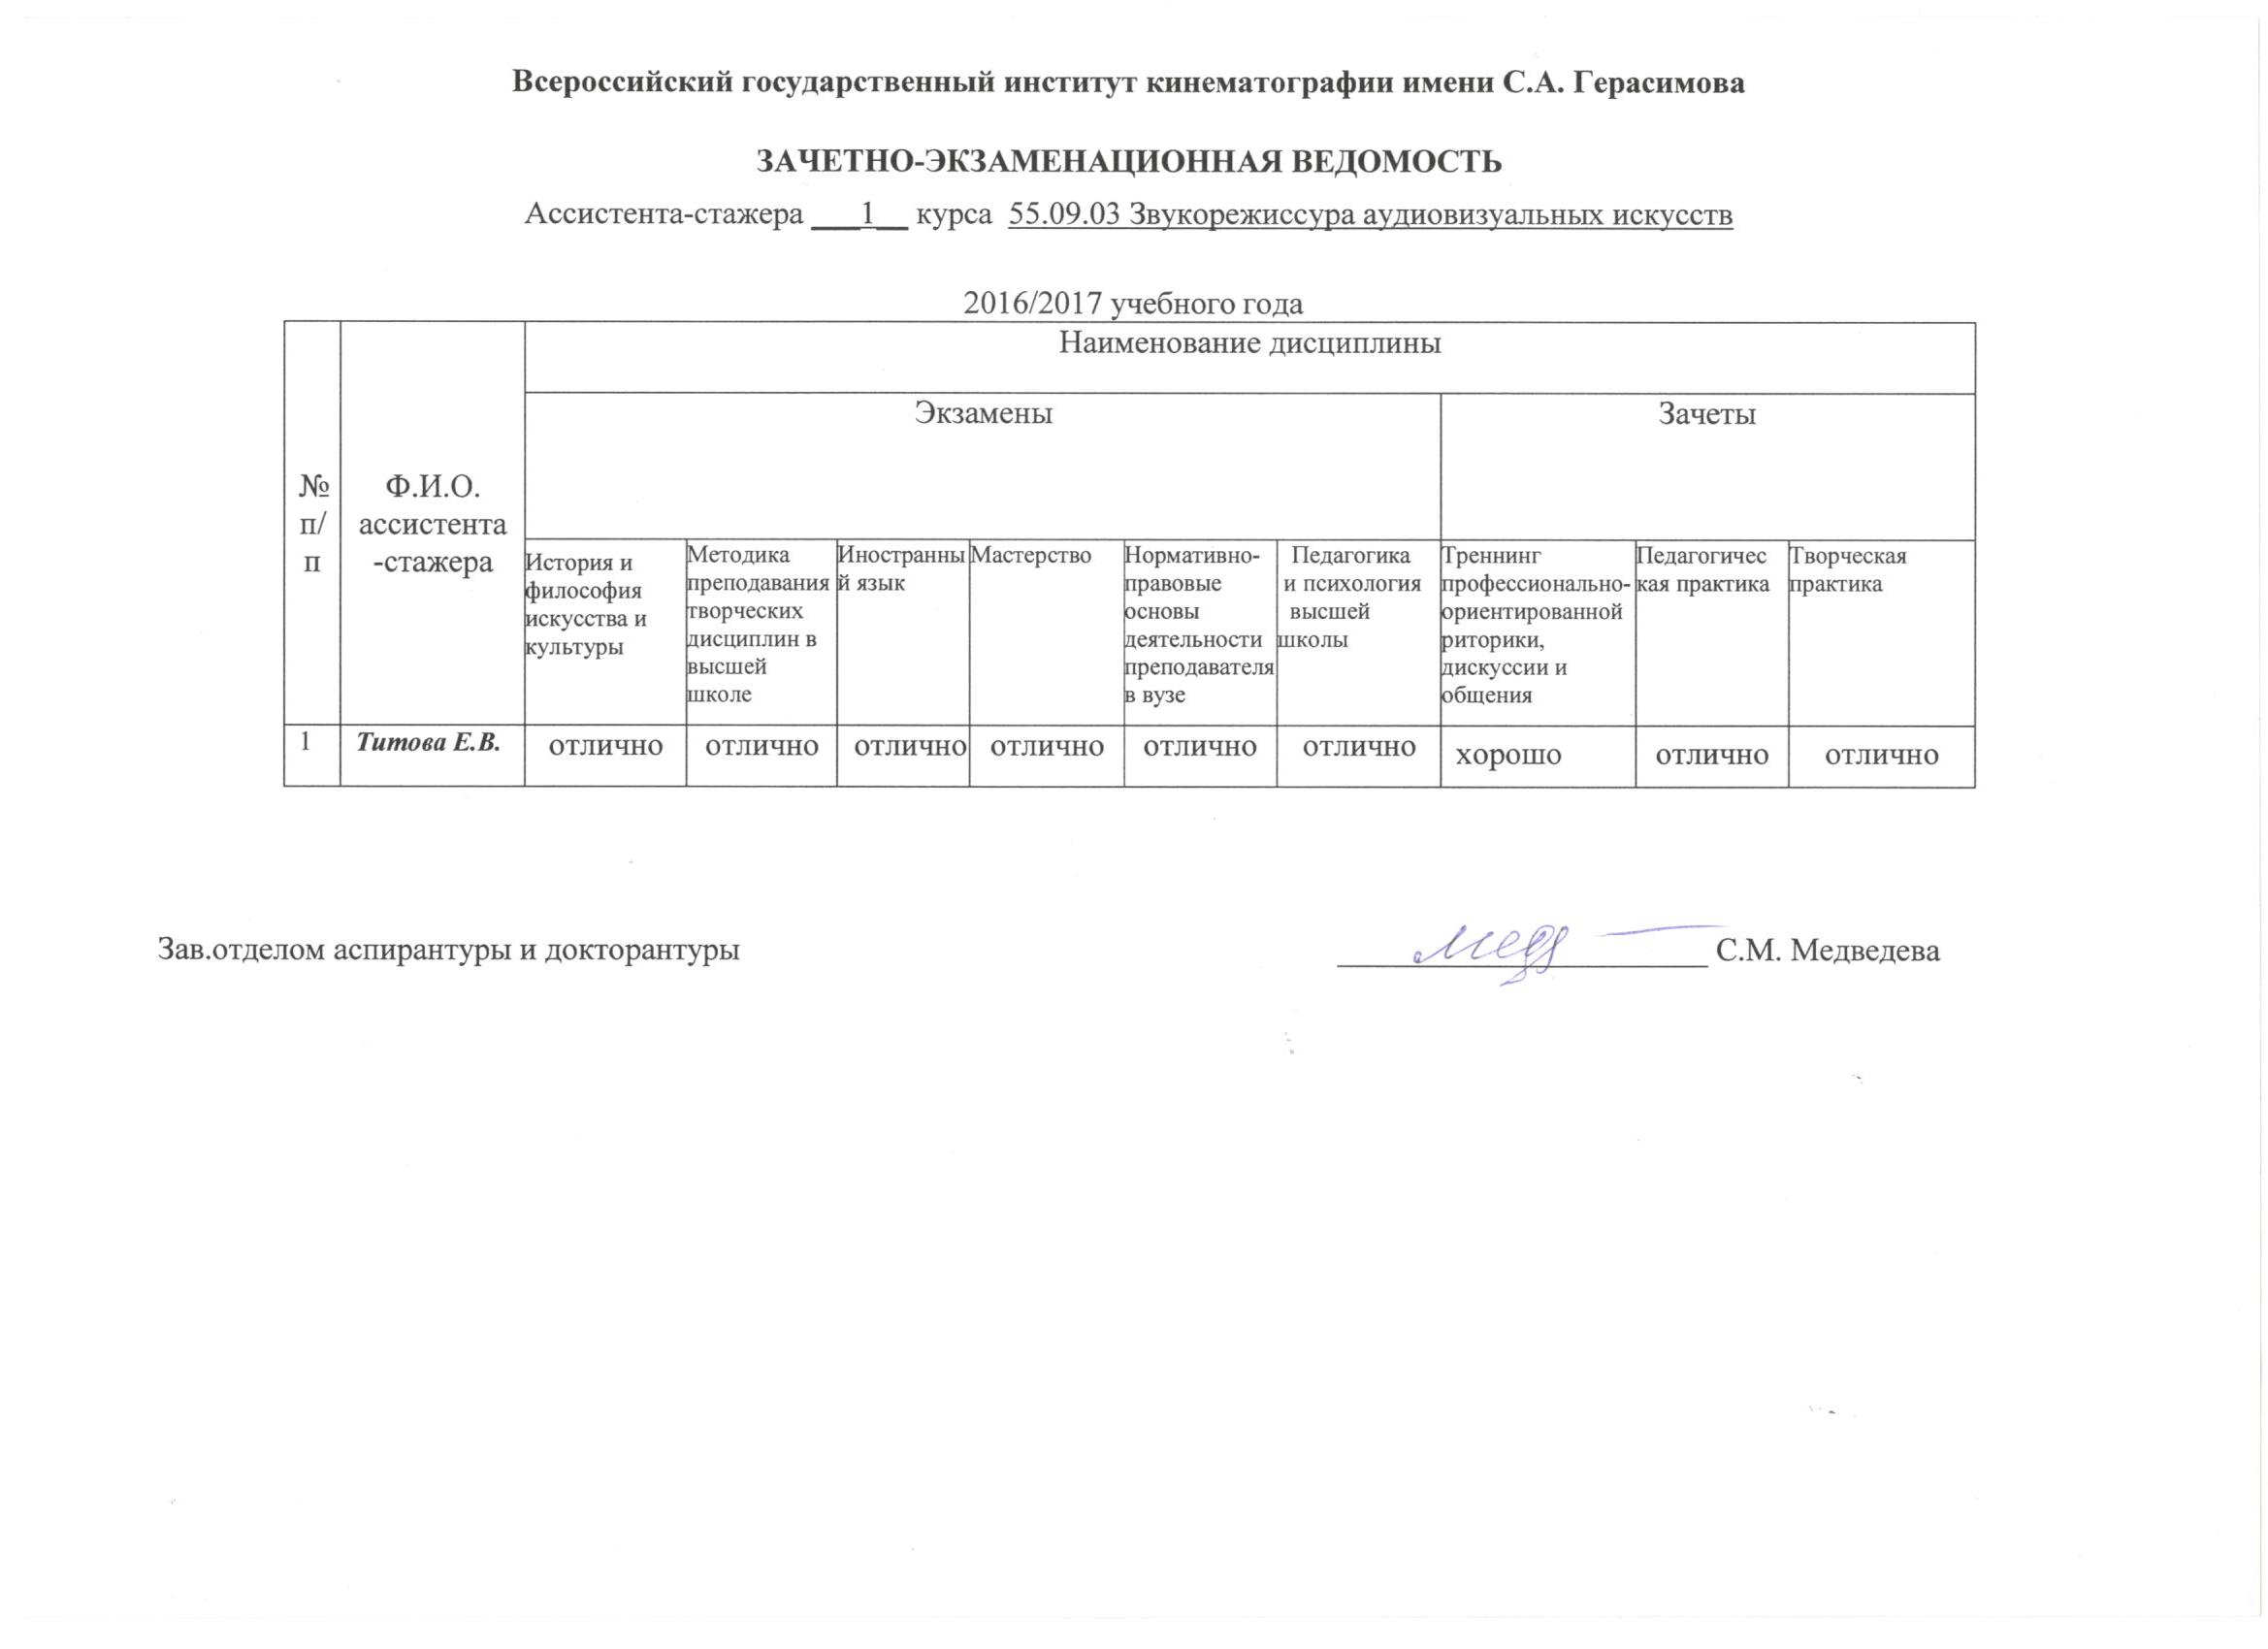 Всероссийский государственный институт кинематографии имени С.А. Герасимова
ЗАЧЕТНО-ЭКЗАМЕНАЦИОННАЯ ВЕДОМОСТЬ
Ассистента-стажера ___1__ курса 55.09.03 Звукорежиссура аудиовизуальных искусств
2016/2017 учебного года
№
п/
п
Ф.И.О.
ассистента
-стажера
Наименование дисциплины
Экзамены
Зачеты
История и
философия
искусства и
культуры
Методика
преподавания
творческих
дисциплин в
высшей
школе
Иностранны
й язык
Мастерство
Нормативно-
правовые
основы
деятельности
преподавателя
в вузе
Педагогика
и психология
высшей
школы
Треннинг
профессионально-
ориентированной
риторики,
дискуссии и
общения
Педагогичес
кая практика
Творческая
практика
1 Титова Е.В. отлично отлично отлично отлично отлично отлично хорошо отлично отлично
Зав.отделом аспирантуры и докторантуры Медв С.М. Медведева